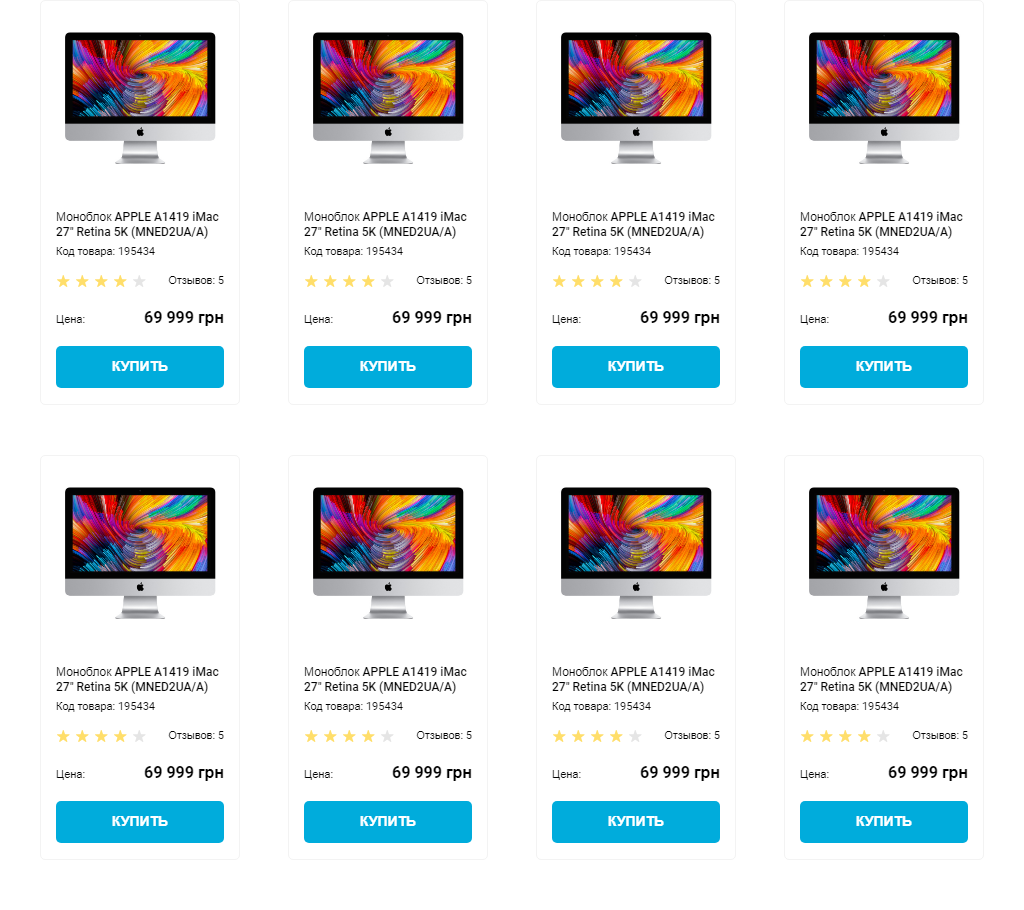 Моноблок APPLE A1419 iMac
27" Retina 5K (MNED2UA/A)
Код товара: 195434
Отзывов: 5
Цена: 69 999 грн
КУПИТЬ
Моноблок APPLE A1419 iMac
27" Retina 5K (MNED2UA/A)
Код товара: 195434
Отзывов: 5
Цена: 69 999 грн
КУПИТЬ
Моноблок APPLE A1419 iMac
27" Retina 5K (MNED2UA/A)
Код товара: 195434
Отзывов: 5
Цена: 69 999 грн
КУПИТЬ
Моноблок APPLE A1419 iMac
27" Retina 5K (MNED2UA/A)
Код товара: 195434
Отзывов: 5
Цена: 69 999 грн
КУПИТЬ
Моноблок APPLE A1419 iMac
27" Retina 5K (MNED2UA/A)
Код товара: 195434
Отзывов: 5
Цена: 69 999 грн
КУПИТЬ
Моноблок APPLE A1419 iMac
27" Retina 5K (MNED2UA/A)
Код товара: 195434
Отзывов: 5
Цена: 69 999 грн
КУПИТЬ
Моноблок APPLE A1419 iMac
27" Retina 5K (MNED2UA/A)
Код товара: 195434
Отзывов: 5
Цена: 69 999 грн
КУПИТЬ
Моноблок APPLE A1419 iMac
27" Retina 5K (MNED2UA/A)
Код товара: 195434
Отзывов: 5
Цена: 69 999 грн
КУПИТЬ